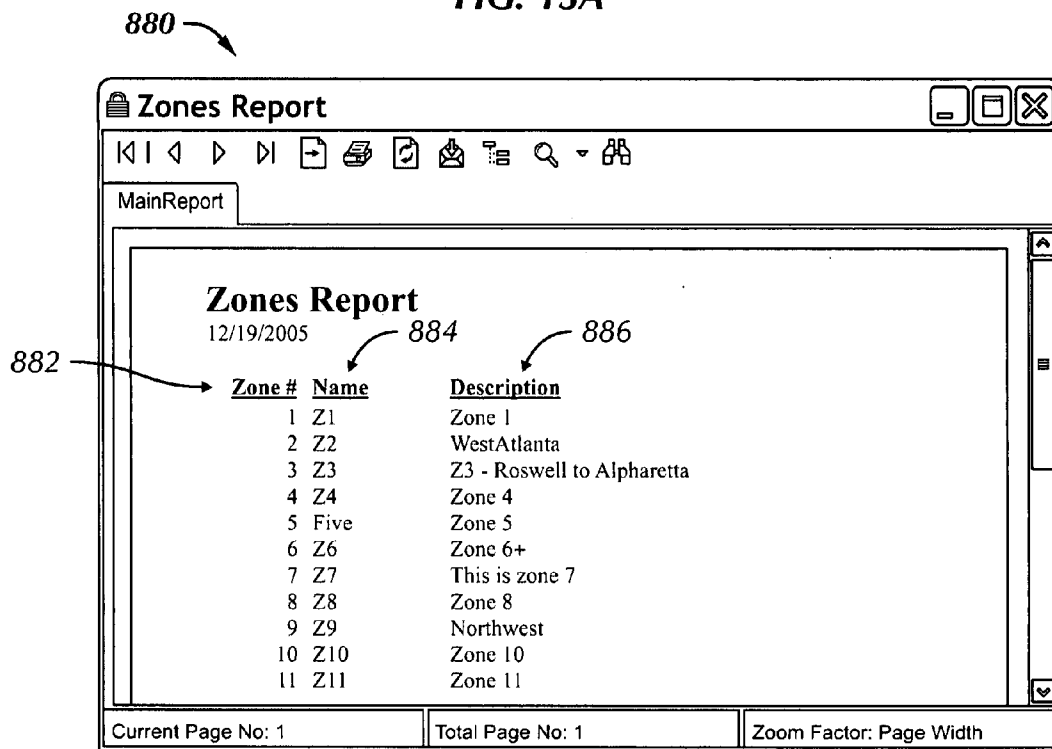 FIG. 15A
880
Zones Report
MainReport
Zones Report
12/19/2005
884
886
882
Zone # Name Description
1 Z1 Zone 1
2 Z2 WestAtlanta
3 Z3 Z3 - Roswell to Alpharetta
4 Z4 Zone 4
5 Five Zone 5
6 Z6 Zone 6+
7 Z7 This is zone 7
8 Z8 Zone 8
9 Z9 Northwest
10 Z10 Zone 10
11 Z11 Zone 11
Current Page No: 1 Total Page No: 1 Zoom Factor: Page Width